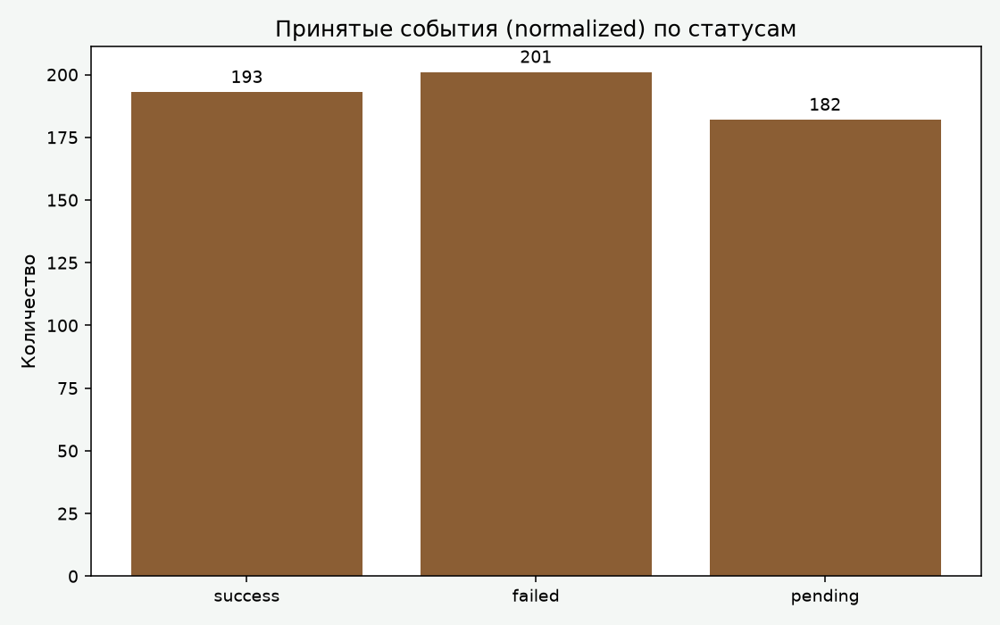 Принятые события (normalized) по статусам
Количество
200
175
150
125
100
75
50
25
0
193
201
182
success
failed
pending